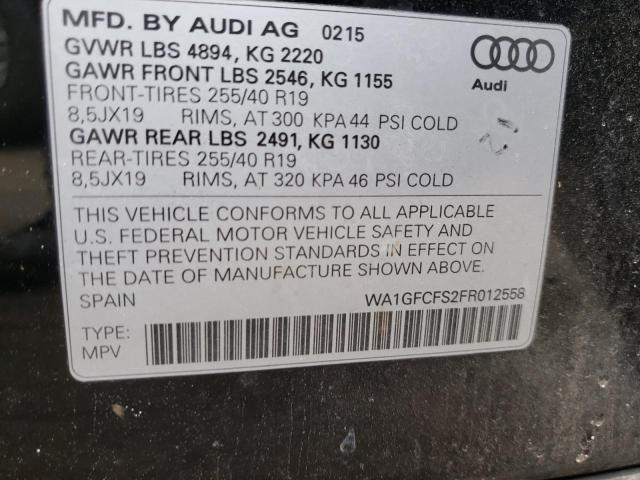 MFD. BY AUDI AG 0215
GVWR LBS 4894, KG 2220
GAWR FRONT LBS 2546, KG 1155
FRONT-TIRES 255/40 R19
8,5JX19 RIMS, AT 300 KPA 44 PSI COLD
GAWR REAR LBS 2491, KG 1130
REAR-TIRES 255/40 R19
8,5JX19 RIMS, AT 320 KPA 46 PSI COLD
Audi
THIS VEHICLE CONFORMS TO ALL APPLICABLE
U.S. FEDERAL MOTOR VEHICLE SAFETY AND
THEFT PREVENTION STANDARDS IN EFFECT ON
THE DATE OF MANUFACTURE SHOWN ABOVE.
SPAIN WA1GFCFS2FR012558
TYPE:
MPV